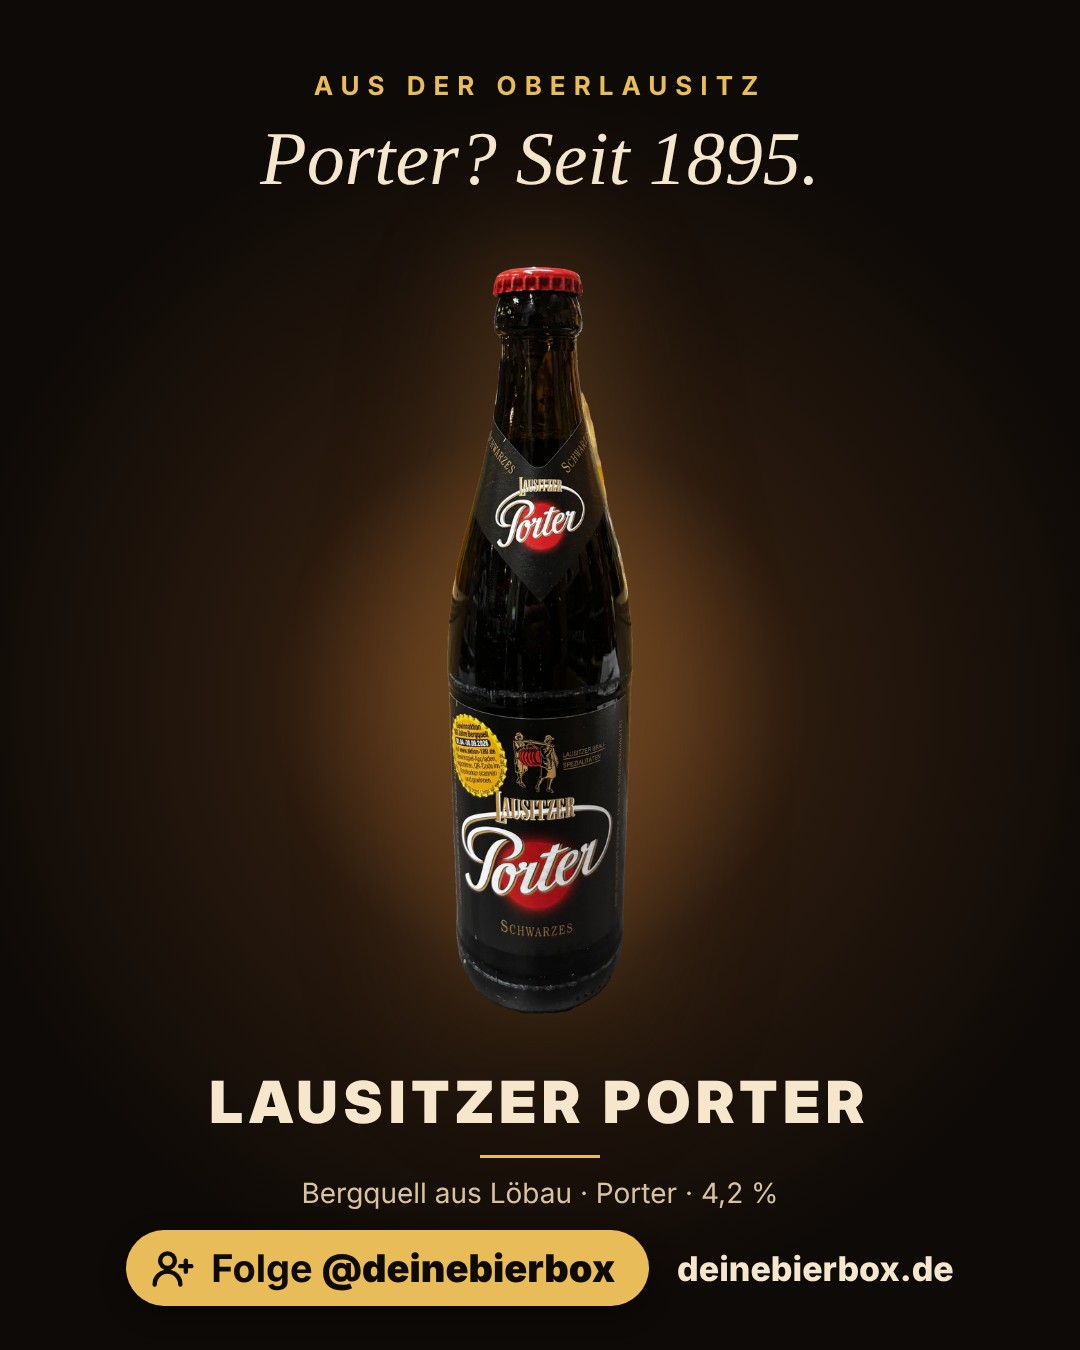 AUS DER OBERLAUSITZ
Porter? Seit 1895.
SCHWARZES
LAUSITZER
Porter
LAUSITZER
Porter
SCHWARZES
LAUSITZER PORTER
Bergquell aus Löbau · Porter · 4,2 %
Folge @deinebierbox
deinebierbox.de